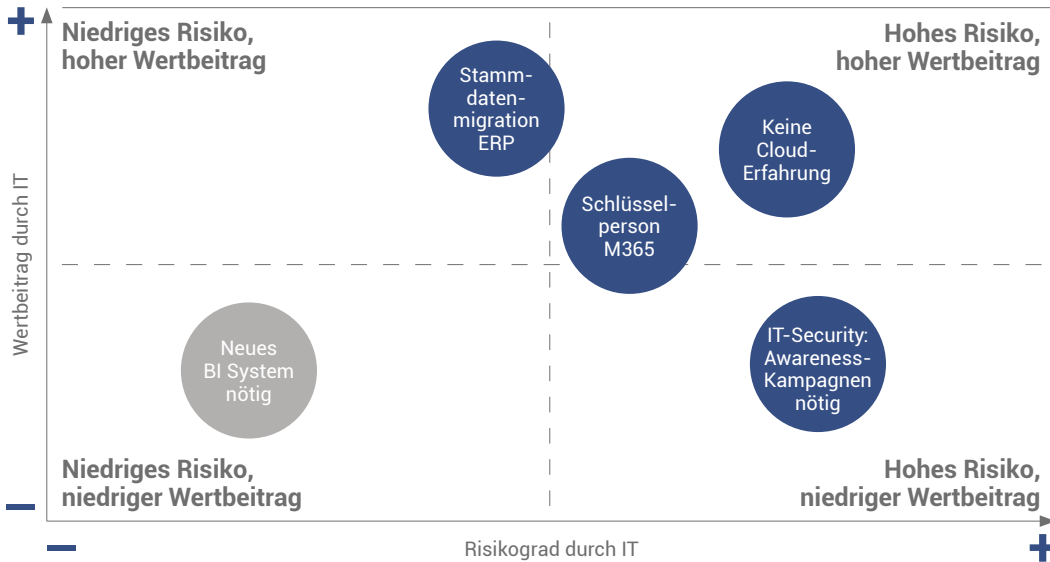 Niedriges Risiko,
hoher Wertbeitrag
Hohes Risiko,
hoher Wertbeitrag
Stamm-
daten-
migration
ERP
Keine
Cloud-
Erfahrung
Schlüssel-
person
M365
Wertbeitrag durch IT
Neues
BI System
nötig
IT-Security:
Awareness-
Kampagnen
nötig
Niedriges Risiko,
niedriger Wertbeitrag
Hohes Risiko,
niedriger Wertbeitrag
Risikograd durch IT